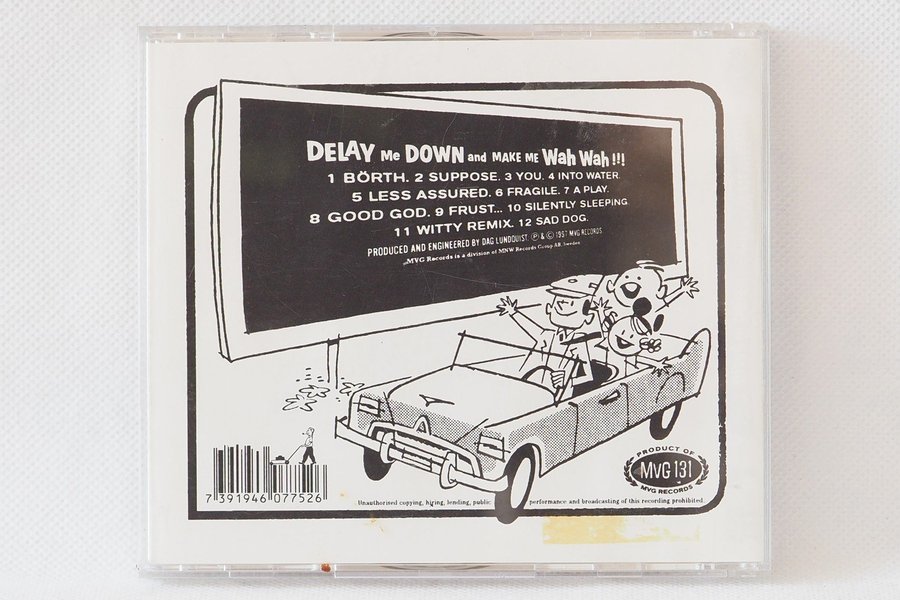 DELAY Me DOWN and MAKE ME Wah Wah!!!
1 BÖRTH. 2 SUPPOSE. 3 YOU. 4 INTO WATER.
5 LESS ASSURED. 6 FRAGILE. 7 A PLAY.
8 GOOD GOD. 9 FRUST... 10 SILENTLY SLEEPING
11 WITTY REMIX. 12 SAD DOG.
PRODUCED AND ENGINEERED BY DAG LUNDQUIST. Ⓟ & © 1997 MVG RECORDS
MVG Records is a division of MNW Records Group AB, Sweden
PRODUCT OF
MVG 131
MVG RECORDS
7 391946 077526
Unauthorised copying, hiring, lending, public performance and broadcasting of this recording prohibited.